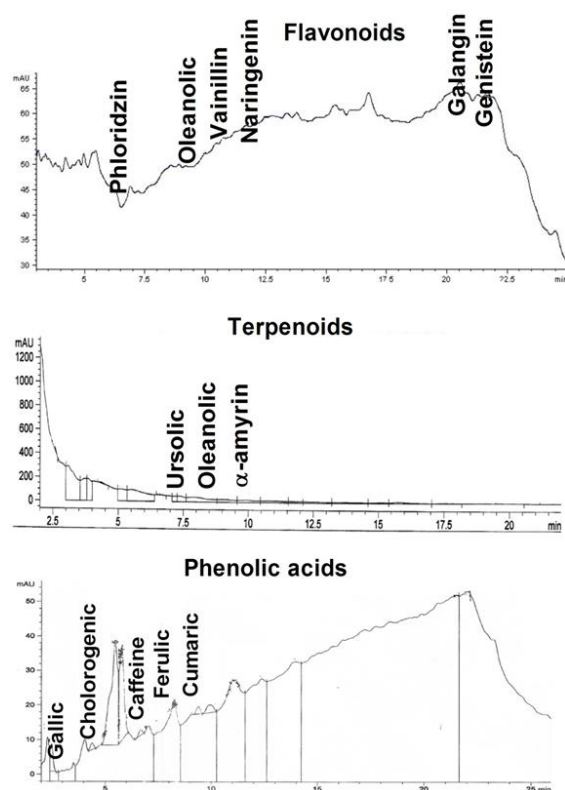 Flavonoids
mAU
65
60
55
50
45
40
35
30
Phloridzin
Oleanolic
Vainillin
Naringenin
Galangin
Genistein
5 7.5 10 12.5 15 17.5 20 22.5 min
Terpenoids
mAU
1200
1000
800
600
400
200
0
Ursolic
Oleanolic
α-amyrin
2.5 5 7.5 10 12.5 15 17.5 20 min
Phenolic acids
mAU
50
40
30
20
10
0
Gallic
Cholorogenic
Caffeine
Ferulic
Cumaric
5 10 15 20 25 min